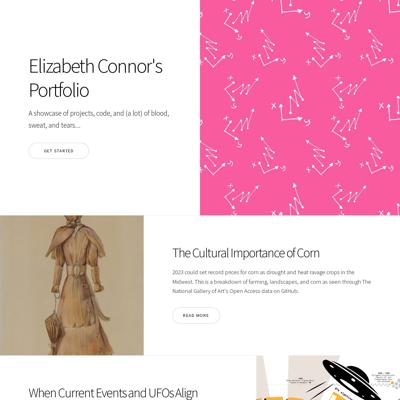 Elizabeth Connor's
Portfolio
A showcase of projects, code, and (a lot) of blood,
sweat, and tears...
GET STARTED
The Cultural Importance of Corn
2023 could set record prices for corn as drought and heat ravage crops in the
Midwest. This is a breakdown of farming, landscapes, and corn as seen through The
National Gallery of Art's Open Access data on GitHub.
READ MORE
When Current Events and UFOs Align